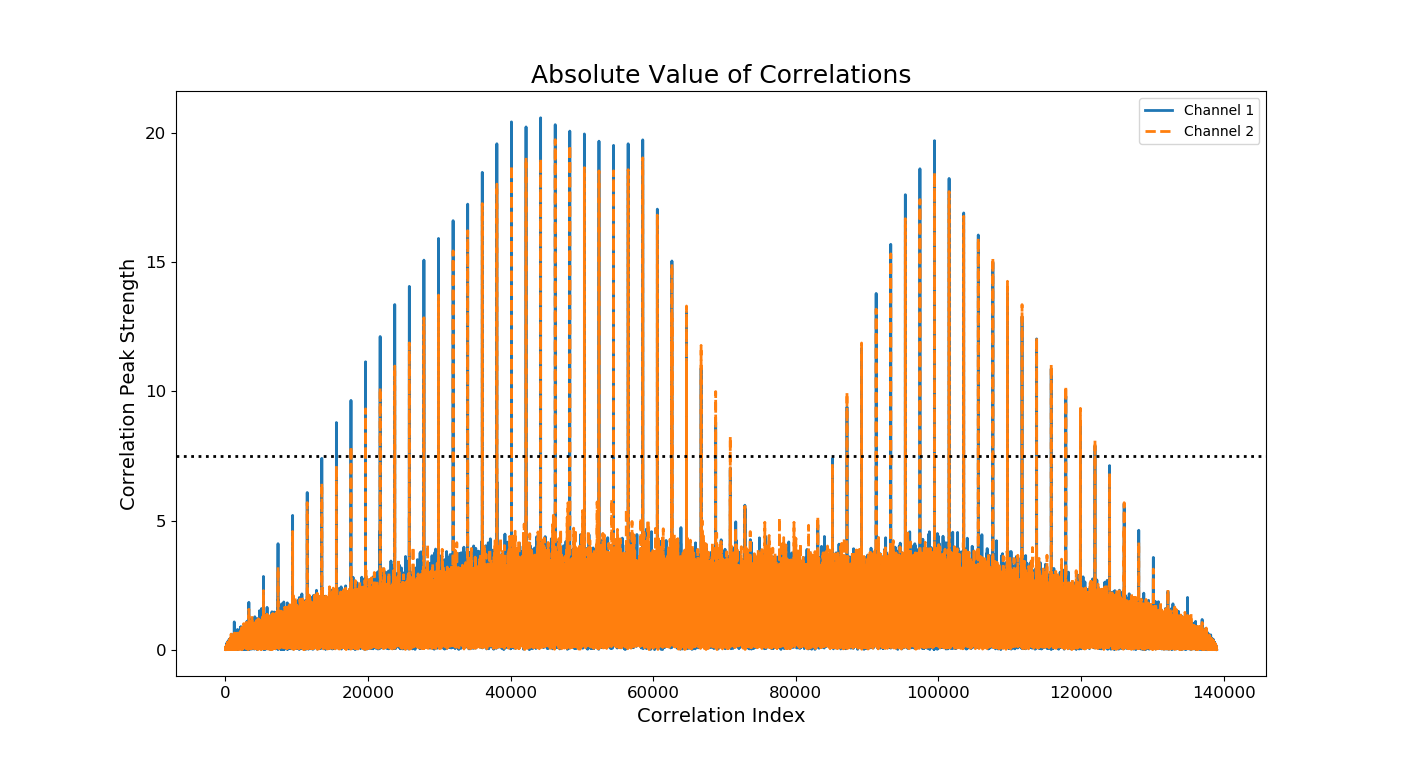 Absolute Value of Correlations
Channel 1
Channel 2
20
15
10
5
0
Correlation Peak Strength
0 20000 40000 60000 80000 100000 120000 140000
Correlation Index